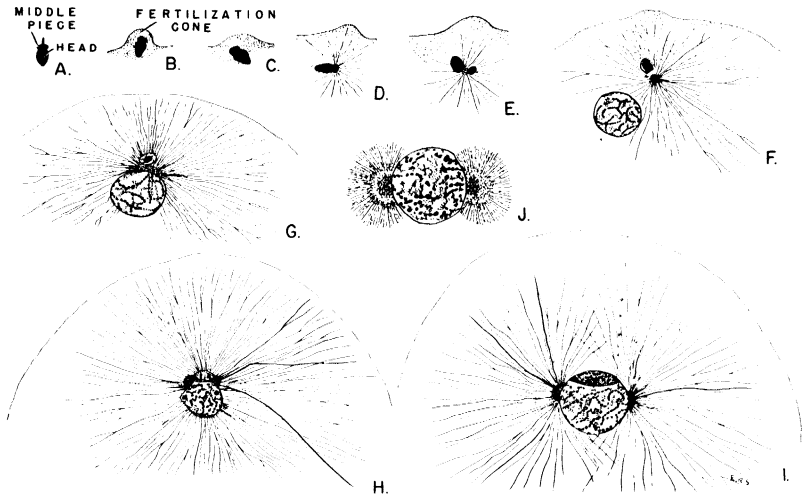 MIDDLE
PIECE
HEAD
A.
FERTILIZATION
CONE
B.
C.
D.
E.
F.
G.
J.
H.
I.